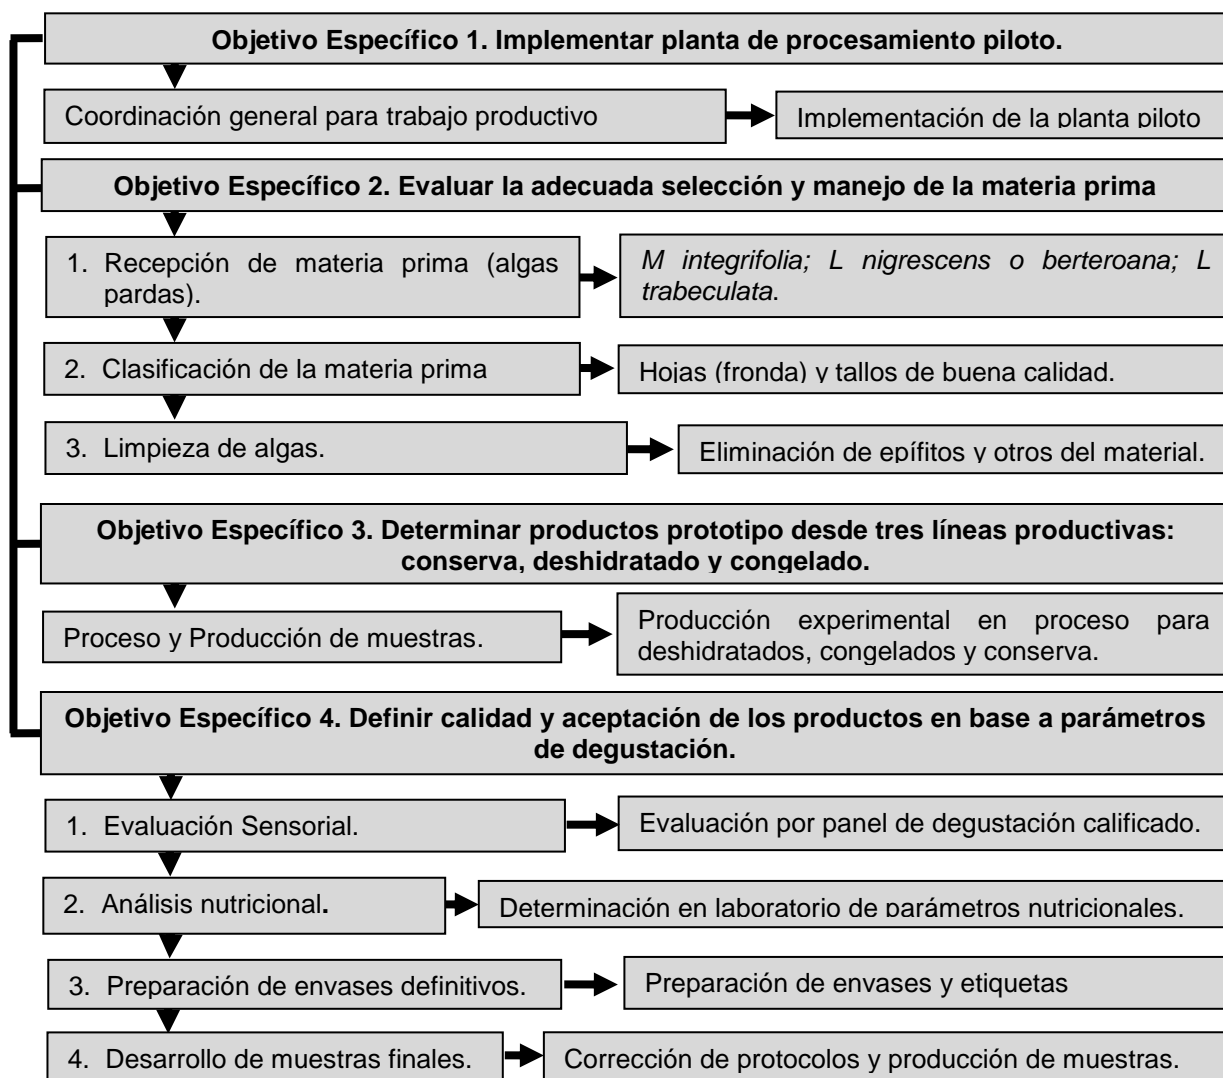 Objetivo Específico 1. Implementar planta de procesamiento piloto.
Coordinación general para trabajo productivo
Implementación de la planta piloto
Objetivo Específico 2. Evaluar la adecuada selección y manejo de la materia prima
1. Recepción de materia prima (algas
pardas).
M integrifolia; L nigrescens o berteroana; L
trabeculata.
2. Clasificación de la materia prima
Hojas (fronda) y tallos de buena calidad.
3. Limpieza de algas.
Eliminación de epífitos y otros del material.
Objetivo Específico 3. Determinar productos prototipo desde tres líneas productivas:
conserva, deshidratado y congelado.
Proceso y Producción de muestras.
Producción experimental en proceso para
deshidratados, congelados y conserva.
Objetivo Específico 4. Definir calidad y aceptación de los productos en base a parámetros
de degustación.
1. Evaluación Sensorial.
Evaluación por panel de degustación calificado.
2. Análisis nutricional.
Determinación en laboratorio de parámetros nutricionales.
3. Preparación de envases definitivos.
Preparación de envases y etiquetas
4. Desarrollo de muestras finales.
Corrección de protocolos y producción de muestras.